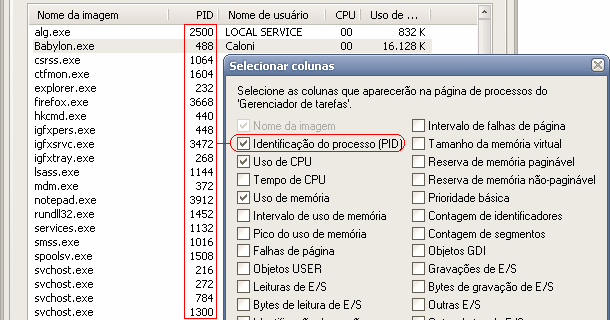 Nome da imagem PID Nome de usuário CPU Uso de ...
alg.exe 2500 LOCAL SERVICE 00 832 K
Babylon.exe 488 Caloni 00 16.128 K
csrss.exe 1064
ctfmon.exe 1604
explorer.exe 232
firefox.exe 3668
hkcmd.exe 440
igfxpers.exe 448
igfxsrvc.exe 3472
igfxtray.exe 268
lsass.exe 1144
mdm.exe 372
notepad.exe 3912
rundll32.exe 1452
services.exe 1132
smss.exe 1016
spoolsv.exe 1508
svchost.exe 216
svchost.exe 272
svchost.exe 784
svchost.exe 1300
Selecionar colunas
Selecione as colunas que aparecerão na página de processos do
'Gerenciador de tarefas'.
Nome da imagem
Identificação do processo (PID)
Uso de CPU
Tempo de CPU
Uso de memória
Intervalo de uso de memória
Pico do uso de memória
Falhas de página
Objetos USER
Leituras de E/S
Bytes de leitura de E/S
Intervalo de falhas de página
Tamanho da memória virtual
Reserva de memória paginável
Reserva de memória não-paginável
Prioridade básica
Contagem de identificadores
Contagem de segmentos
Objetos GDI
Gravações de E/S
Bytes de gravação de E/S
Outras E/S